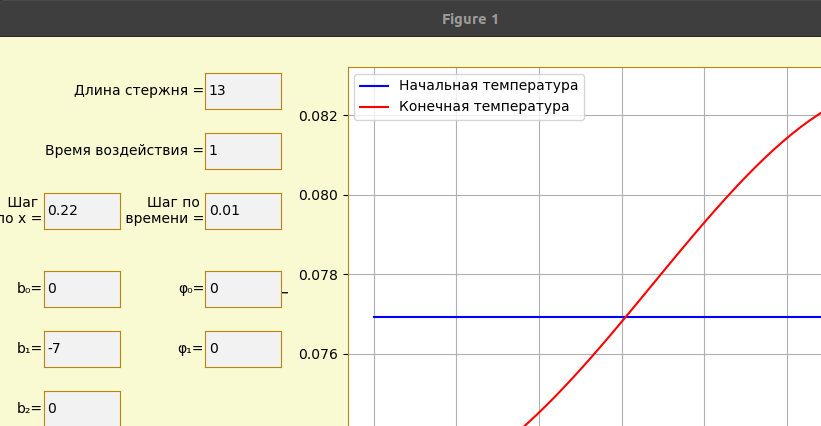 Figure 1
Длина стержня = 13
Время воздействия = 1
Шаг
по x = 0.22
Шаг по
времени = 0.01
b₀= 0
φ₀= 0
b₁= -7
φ₁= 0
b₂= 0
Начальная температура
Конечная температура
0.082
0.080
0.078
0.076